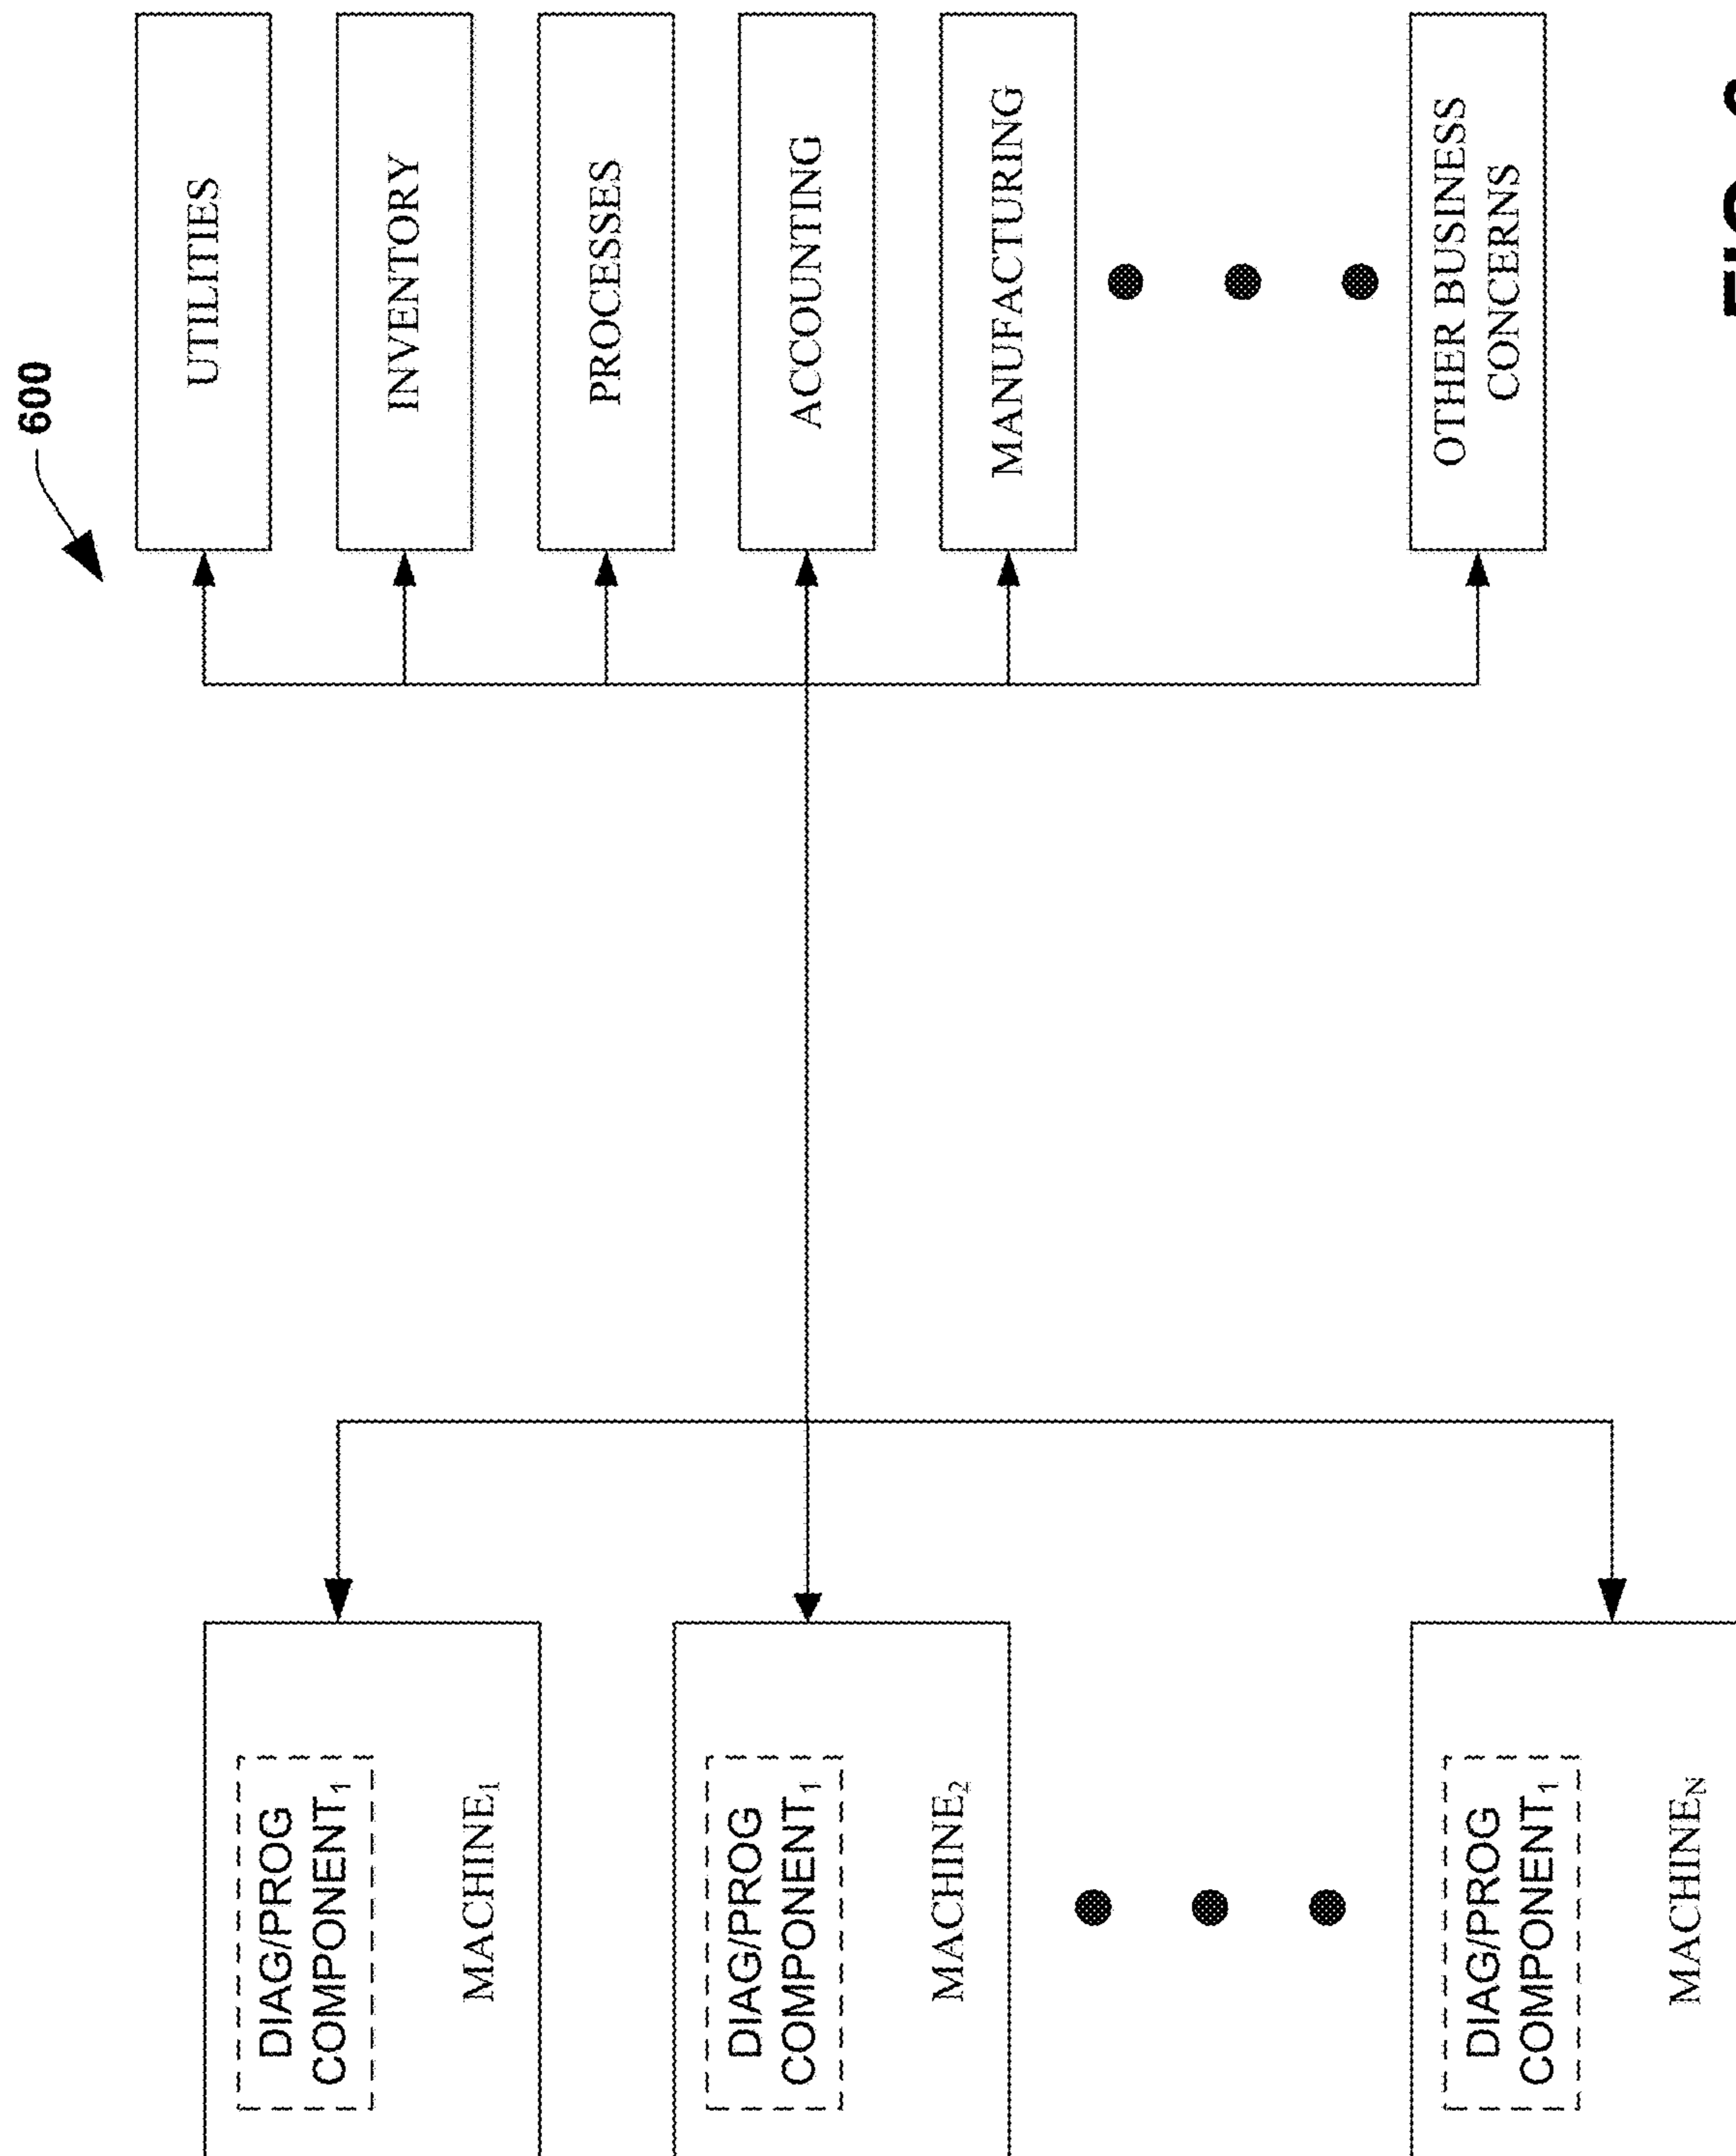 600
DIAG/PROG
COMPONENT₁
MACHINE₁
DIAG/PROG
COMPONENT₁
MACHINE₂
DIAG/PROG
COMPONENT₁
MACHINE_N
UTILITIES
INVENTORY
PROCESSES
ACCOUNTING
MANUFACTURING
OTHER BUSINESS
CONCERNS